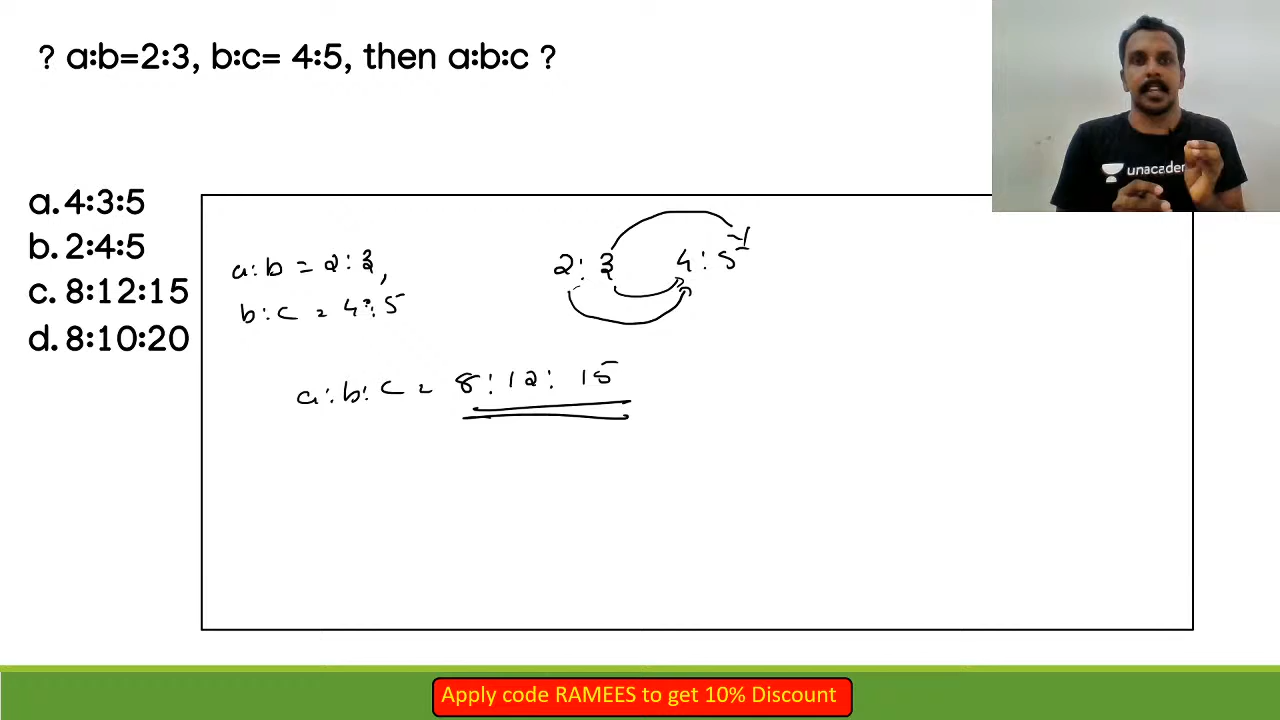 ? a:b=2:3, b:c= 4:5, then a:b:c ?
unacadem
a. 4:3:5
b. 2:4:5
c. 8:12:15
d. 8:10:20
a:b = 2:3,
b:c = 4:5
2:3 4:5
a:b:c = 8:12:15
Apply code RAMEES to get 10% Discount